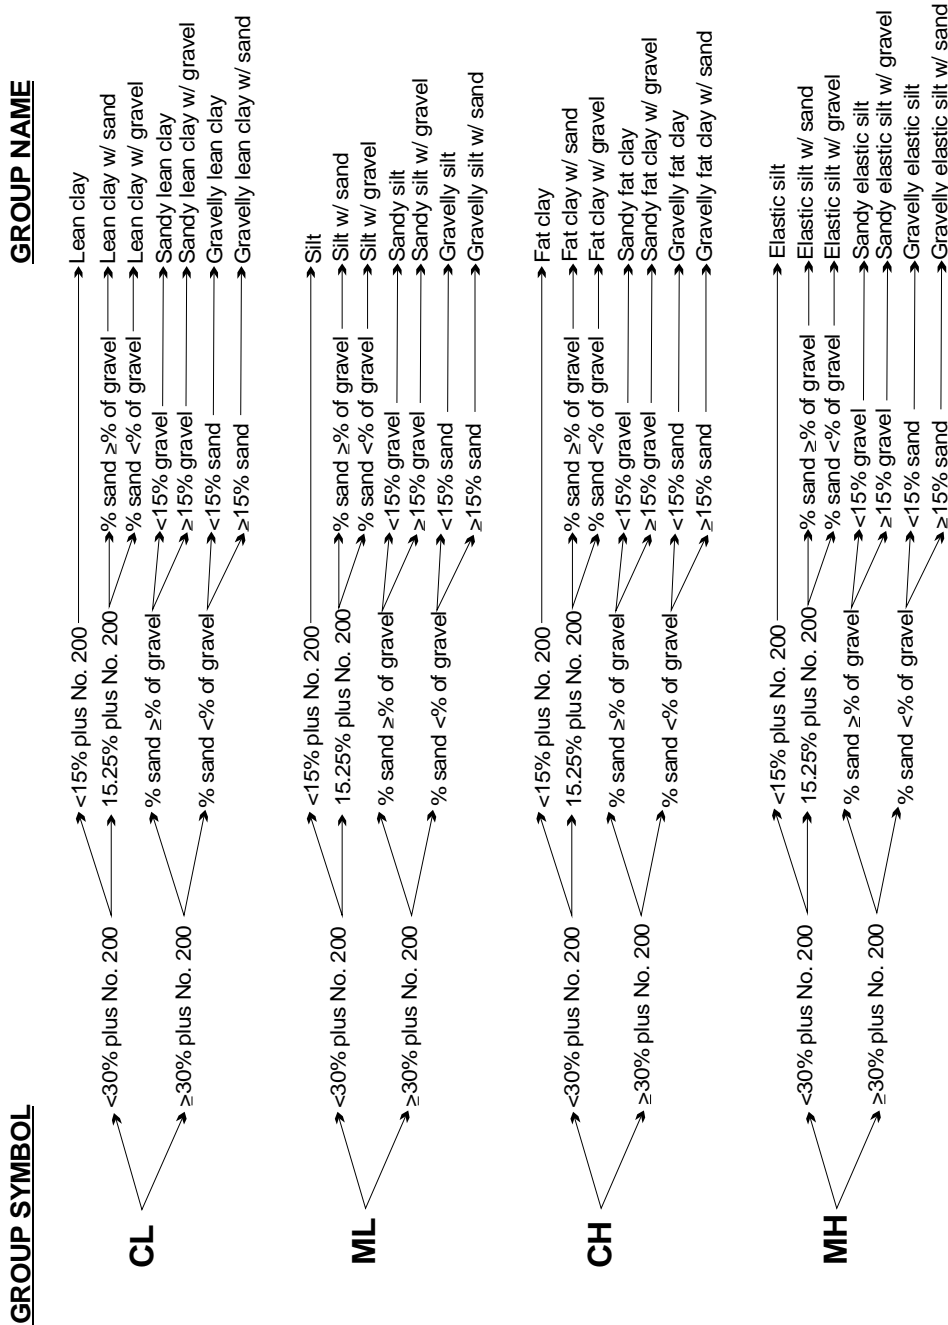 GROUP SYMBOL GROUP NAME
CL
<30% plus No. 200
<15% plus No. 200
Lean clay
15.25% plus No. 200
% sand ≥% of gravel
Lean clay w/ sand
% sand <% of gravel
Lean clay w/ gravel
≥30% plus No. 200
% sand ≥% of gravel
<15% gravel
Sandy lean clay
≥15% gravel
Sandy lean clay w/ gravel
% sand <% of gravel
<15% sand
Gravelly lean clay
≥15% sand
Gravelly lean clay w/ sand
ML
<30% plus No. 200
<15% plus No. 200
Silt
15.25% plus No. 200
% sand ≥% of gravel
Silt w/ sand
% sand <% of gravel
Silt w/ gravel
≥30% plus No. 200
% sand ≥% of gravel
<15% gravel
Sandy silt
≥15% gravel
Sandy silt w/ gravel
% sand <% of gravel
<15% sand
Gravelly silt
≥15% sand
Gravelly silt w/ sand
CH
<30% plus No. 200
<15% plus No. 200
Fat clay
15.25% plus No. 200
% sand ≥% of gravel
Fat clay w/ sand
% sand <% of gravel
Fat clay w/ gravel
≥30% plus No. 200
% sand ≥% of gravel
<15% gravel
Sandy fat clay
≥15% gravel
Sandy fat clay w/ gravel
% sand <% of gravel
<15% sand
Gravelly fat clay
≥15% sand
Gravelly fat clay w/ sand
MH
<30% plus No. 200
<15% plus No. 200
Elastic silt
15.25% plus No. 200
% sand ≥% of gravel
Elastic silt w/ sand
% sand <% of gravel
Elastic silt w/ gravel
≥30% plus No. 200
% sand ≥% of gravel
<15% gravel
Sandy elastic silt
≥15% gravel
Sandy elastic silt w/ gravel
% sand <% of gravel
<15% sand
Gravelly elastic silt
≥15% sand
Gravelly elastic silt w/ sand